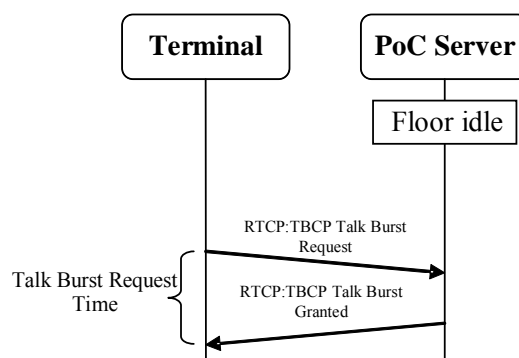 Terminal
PoC Server
Floor idle
RTCP:TBCP Talk Burst
Request
Talk Burst Request
Time
RTCP:TBCP Talk Burst
Granted